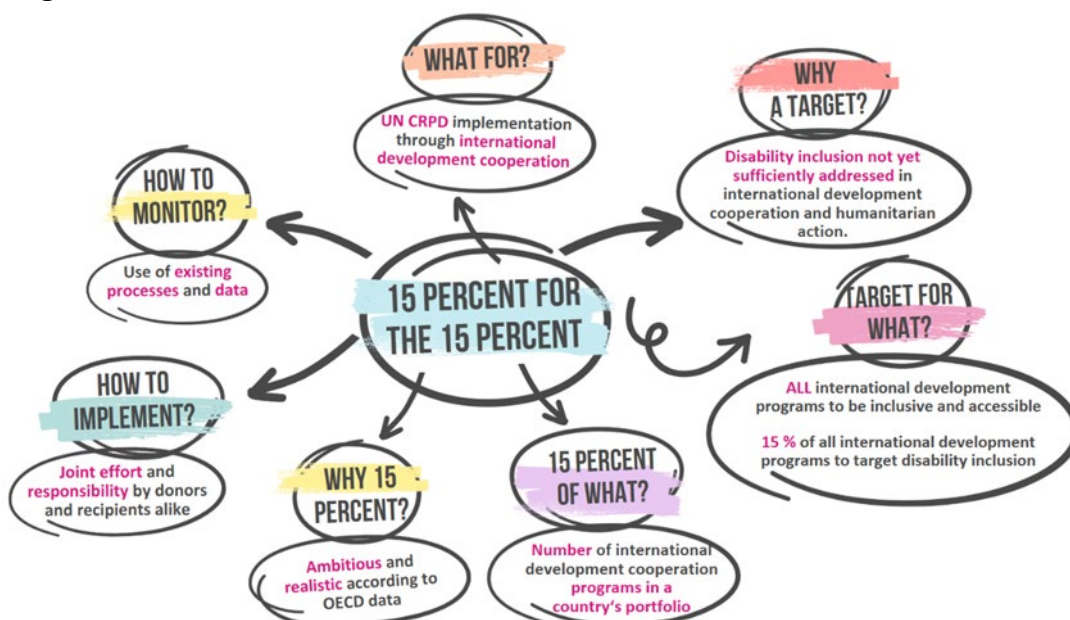 WHAT FOR?
UN CRPD implementation
through international
development cooperation
WHY
A TARGET?
Disability inclusion not yet
sufficiently addressed in
international development
cooperation and humanitarian
action.
HOW TO
MONITOR?
Use of existing
processes and data
15 PERCENT FOR
THE 15 PERCENT
TARGET FOR
WHAT?
ALL international development
programs to be inclusive and accessible
15 % of all international development
programs to target disability inclusion
HOW TO
IMPLEMENT?
Joint effort and
responsibility by donors
and recipients alike
WHY 15
PERCENT?
Ambitious and
realistic according to
OECD data
15 PERCENT
OF WHAT?
Number of international
development cooperation
programs in a
country‘s portfolio